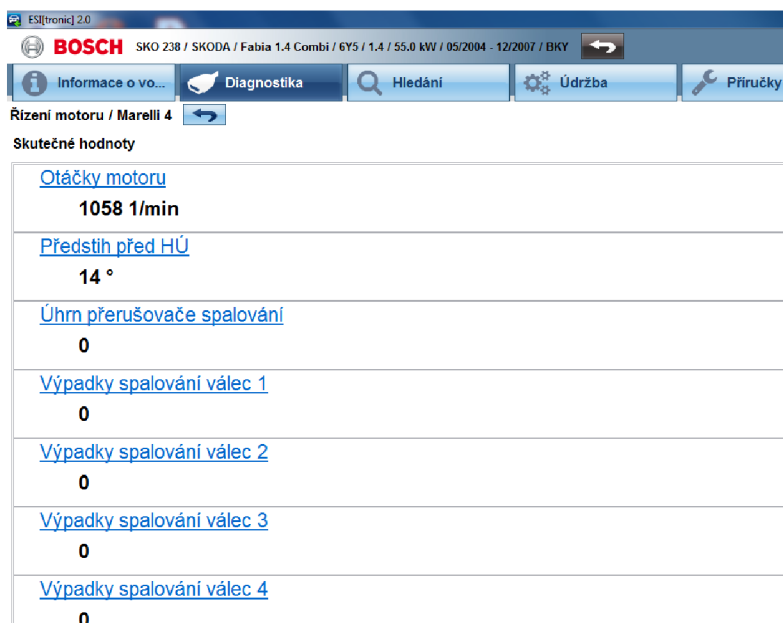 ESI[tronic] 2.0
BOSCH SKO 238 / SKODA / Fabia 1.4 Combi / 6Y5 / 1.4 / 55.0 kW / 05/2004 - 12/2007 / BKY
Informace o vo... Diagnostika Hledání Údržba Příručky
Řízení motoru / Marelli 4
Skutečné hodnoty
Otáčky motoru
1058 1/min
Předstih před HÚ
14 °
Úhrn přerušovače spalování
0
Výpadky spalování válec 1
0
Výpadky spalování válec 2
0
Výpadky spalování válec 3
0
Výpadky spalování válec 4
0